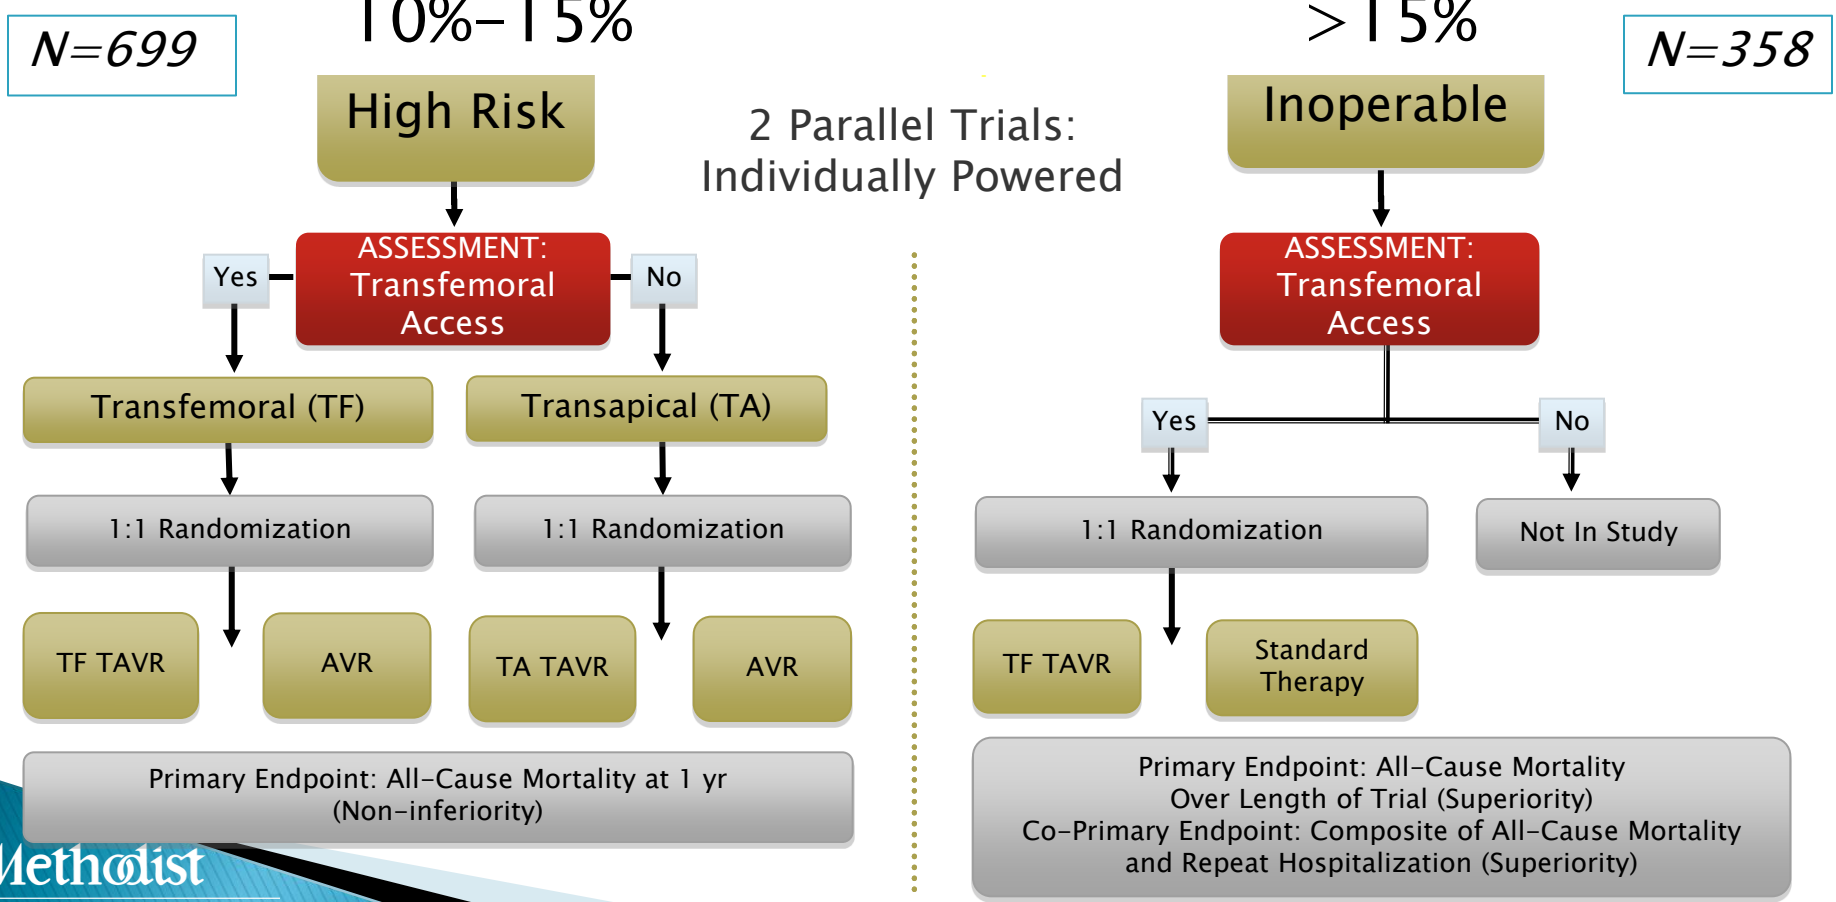 N=699
10%-15%
>15%
N=358
High Risk
Inoperable
2 Parallel Trials:
Individually Powered
ASSESSMENT:
Transfemoral
Access
Yes
No
ASSESSMENT:
Transfemoral
Access
Transfemoral (TF)
Transapical (TA)
Yes
No
1:1 Randomization
1:1 Randomization
1:1 Randomization
Not In Study
TF TAVR
AVR
TA TAVR
AVR
TF TAVR
Standard
Therapy
Primary Endpoint: All-Cause Mortality at 1 yr
(Non-inferiority)
Primary Endpoint: All-Cause Mortality
Over Length of Trial (Superiority)
Co-Primary Endpoint: Composite of All-Cause Mortality
and Repeat Hospitalization (Superiority)
Methodist